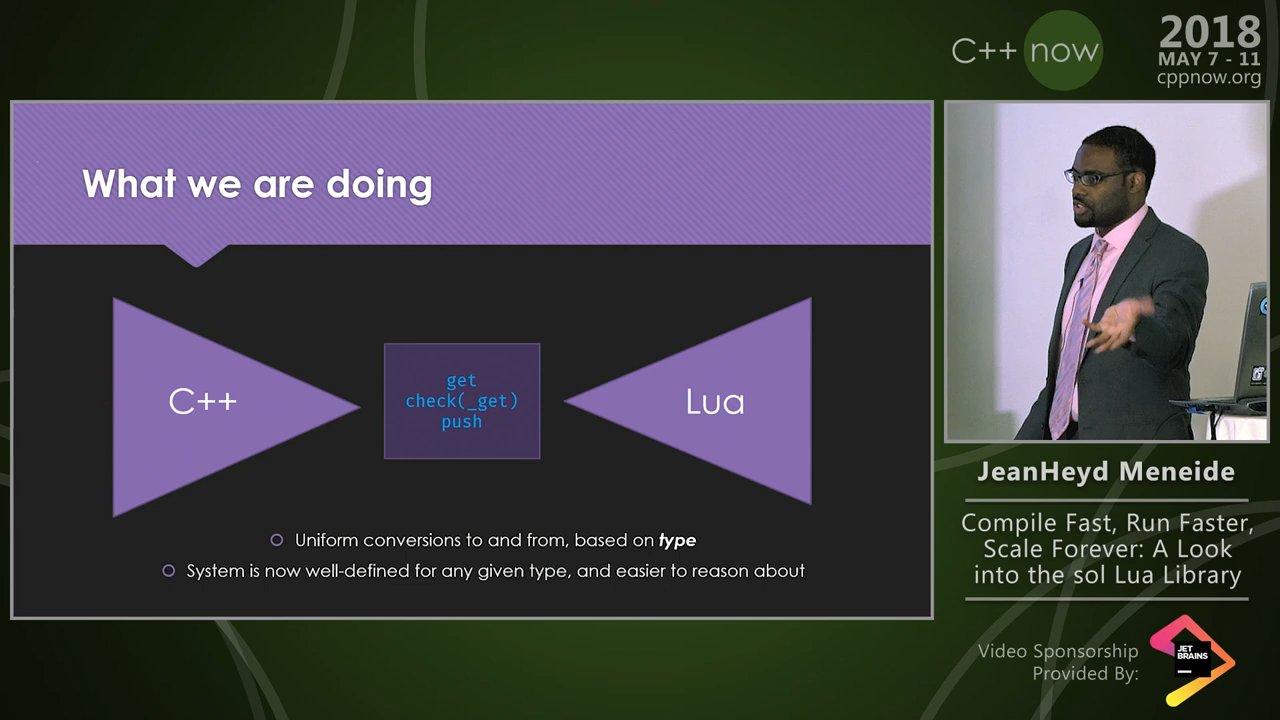 C++ now
2018
MAY 7 - 11
cppnow.org
What we are doing
C++
get
check(_get)
push
Lua
Uniform conversions to and from, based on type
System is now well-defined for any given type, and easier to reason about
JeanHeyd Meneide
Compile Fast, Run Faster,
Scale Forever: A Look
into the sol Lua Library
Video Sponsorship
Provided By:
JET
BRAINS